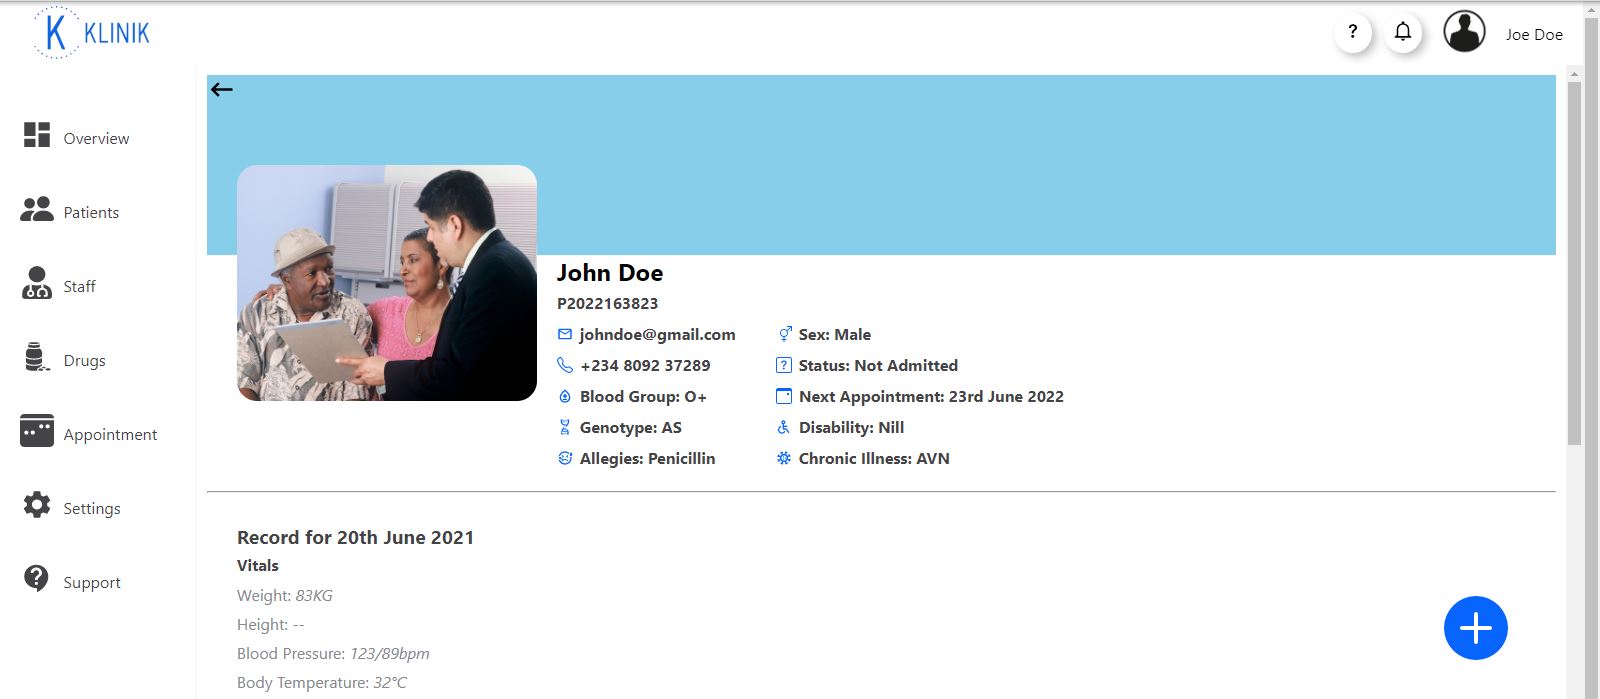 K KLINIK
?
Joe Doe
Overview
Patients
Staff
Drugs
Appointment
Settings
Support
John Doe
P2022163823
johndoe@gmail.com
Sex: Male
+234 8092 37289
Status: Not Admitted
Blood Group: O+
Next Appointment: 23rd June 2022
Genotype: AS
Disability: Nill
Allegies: Penicillin
Chronic Illness: AVN
Record for 20th June 2021
Vitals
Weight: 83KG
Height: --
Blood Pressure: 123/89bpm
Body Temperature: 32°C